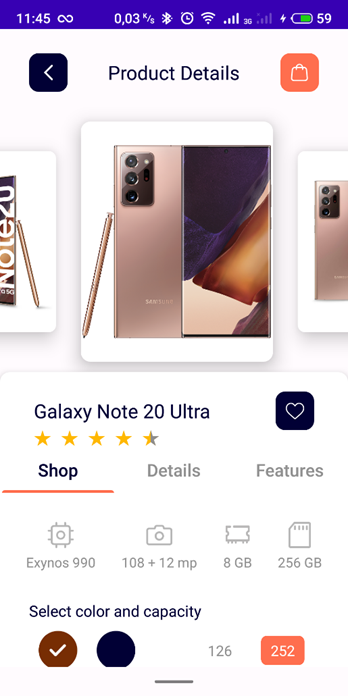 11:45 0,03 K/s 3G 59
Product Details
Note20
SAMSUNG
Galaxy Note 20 Ultra
Shop Details Features
Exynos 990 108 + 12 mp 8 GB 256 GB
Select color and capacity
126 252